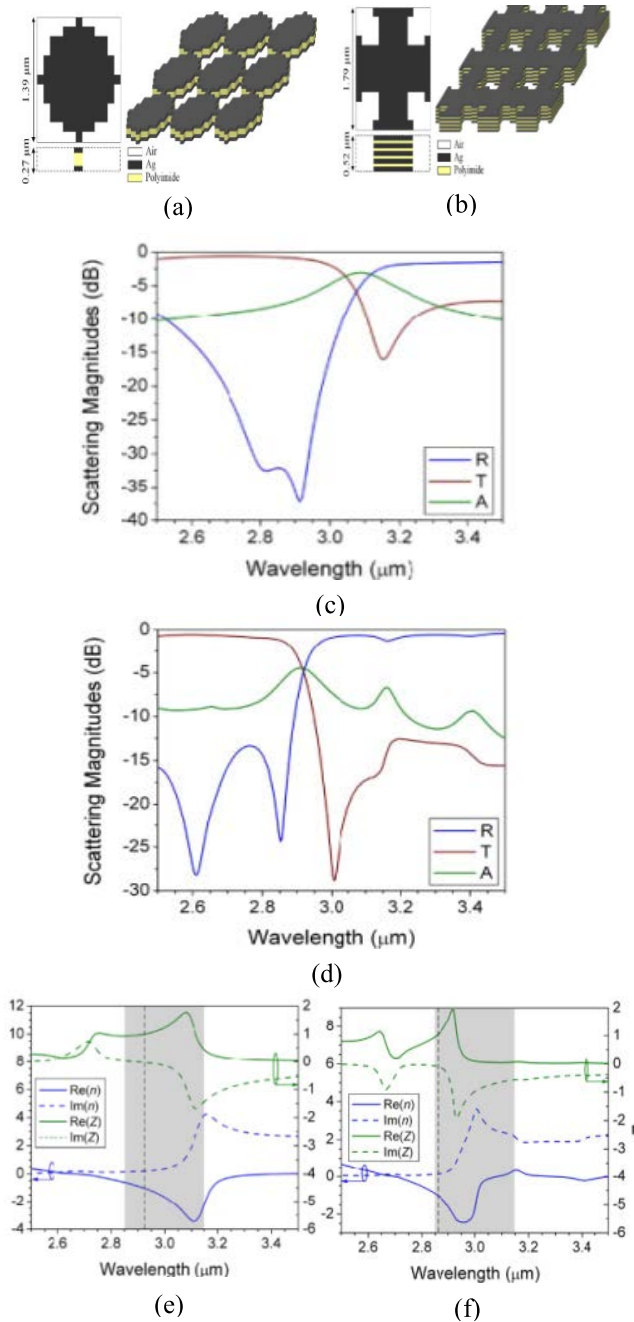 1.39 μm
0.27 μm
Air
Ag
Polyimide
(a)
1.79 μm
0.52 μm
Air
Ag
Polyimide
(b)
Scattering Magnitudes (dB)
0
-5
-10
-15
-20
-25
-30
-35
-40
R
T
A
2.6 2.8 3.0 3.2 3.4
Wavelength (μm)
(c)
Scattering Magnitudes (dB)
0
-5
-10
-15
-20
-25
-30
R
T
A
2.6 2.8 3.0 3.2 3.4
Wavelength (μm)
(d)
12
10
8
6
4
2
0
-2
-4
2
1
0
-1
-2
-3
-4
-5
-6
Re(n)
Im(n)
Re(Z)
Im(Z)
2.6 2.8 3.0 3.2 3.4
Wavelength (μm)
(e)
8
6
4
2
0
-2
2
1
0
-1
-2
-3
-4
-5
-6
Re(n)
Im(n)
Re(Z)
Im(Z)
2.6 2.8 3.0 3.2 3.4
Wavelength (μm)
(f)